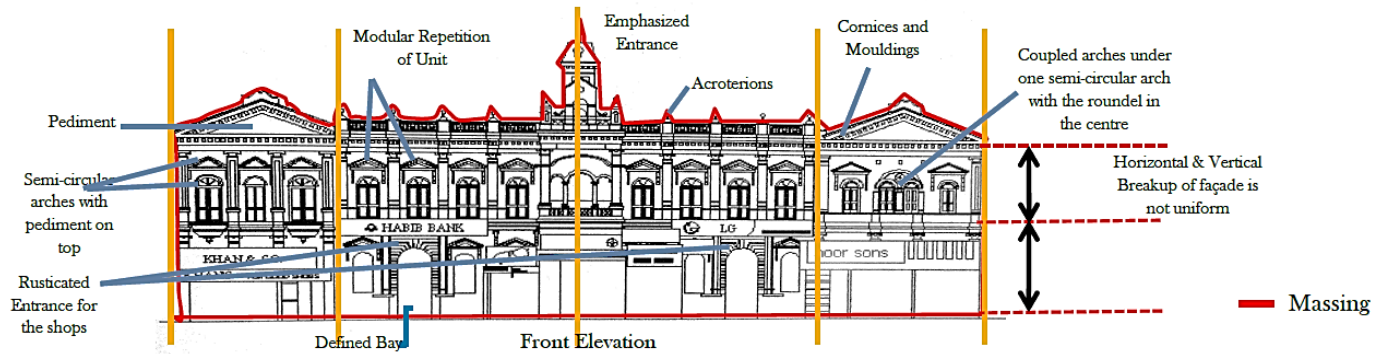 Modular Repetition
of Unit
Emphasized
Entrance
Cornices and
Mouldings
Coupled arches under
one semi-circular arch
with the roundel in
the centre
Acroterions
Pediment
Semi-circular
arches with
pediment on
top
Horizontal & Vertical
Breakup of façade is
not uniform
HABIB BANK
LG
KHAN & CO.
noor sons
Rusticated
Entrance for
the shops
Massing
Defined Bay
Front Elevation